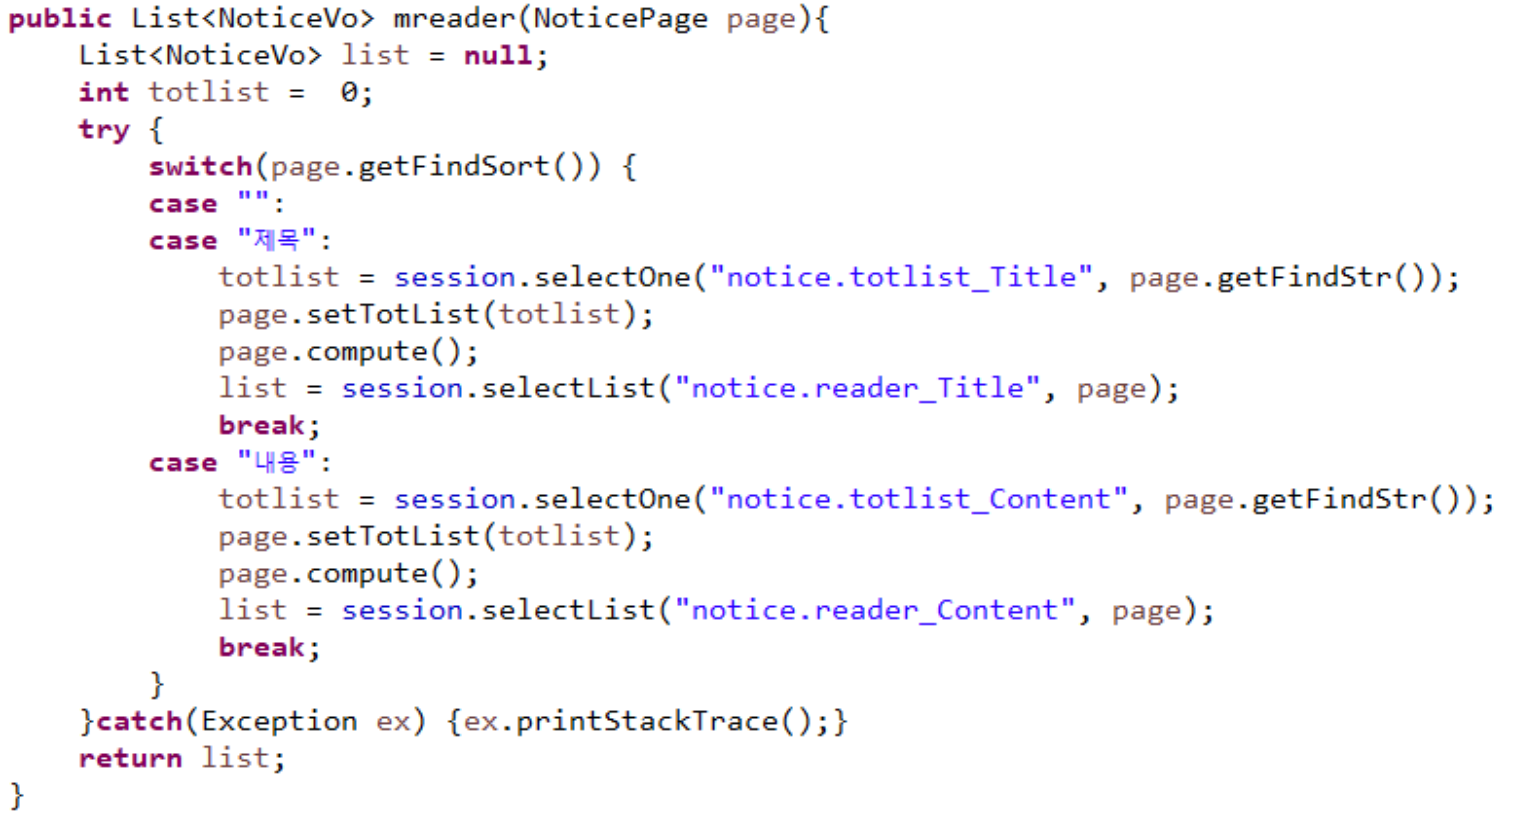 public List<NoticeVo> mreader(NoticePage page){
    List<NoticeVo> list = null;
    int totlist =  0;
    try {
        switch(page.getFindSort()) {
        case "":
        case "제목":
            totlist = session.selectOne("notice.totlist_Title", page.getFindStr());
            page.setTotList(totlist);
            page.compute();
            list = session.selectList("notice.reader_Title", page);
            break;
        case "내용":
            totlist = session.selectOne("notice.totlist_Content", page.getFindStr());
            page.setTotList(totlist);
            page.compute();
            list = session.selectList("notice.reader_Content", page);
            break;
        }
    }catch(Exception ex) {ex.printStackTrace();}
    return list;
}